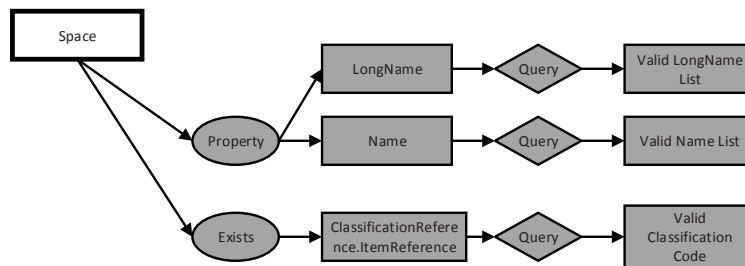 Space
LongName
Query
Valid LongName
List
Property
Name
Query
Valid Name List
Exists
ClassificationRefere
nce.ItemReference
Query
Valid
Classification
Code